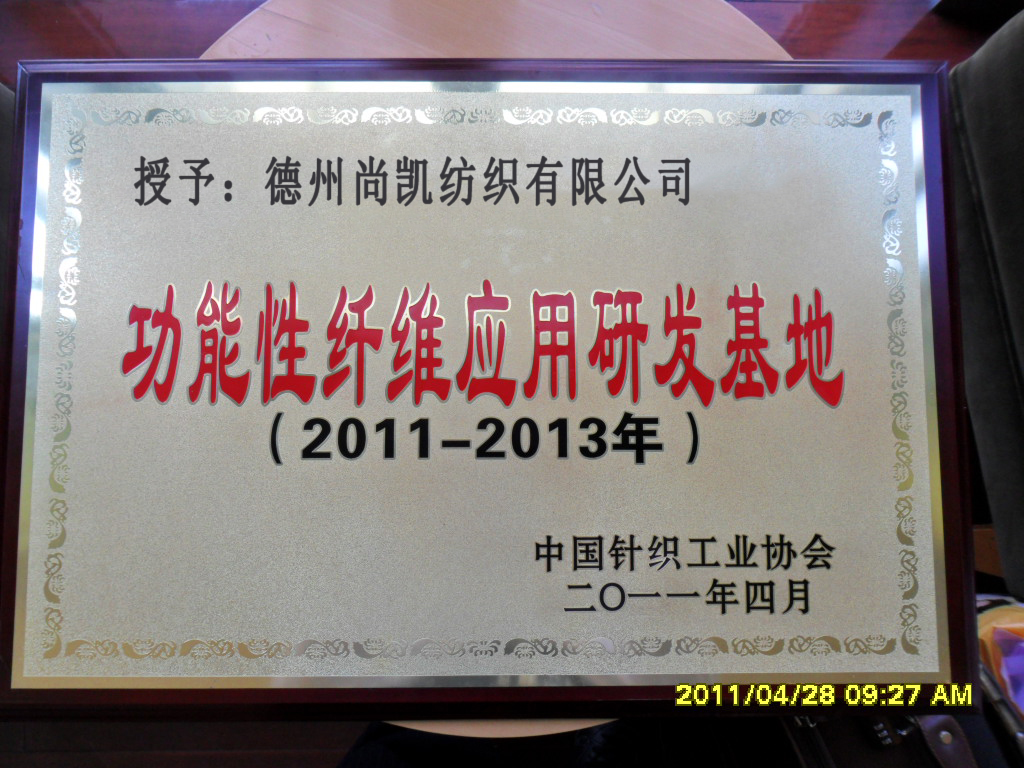 授予：德州尚凯纺织有限公司
功能性纤维应用研发基地
（2011-2013年）
中国针织工业协会
二〇一一年四月
2011/04/28 09:27 AM